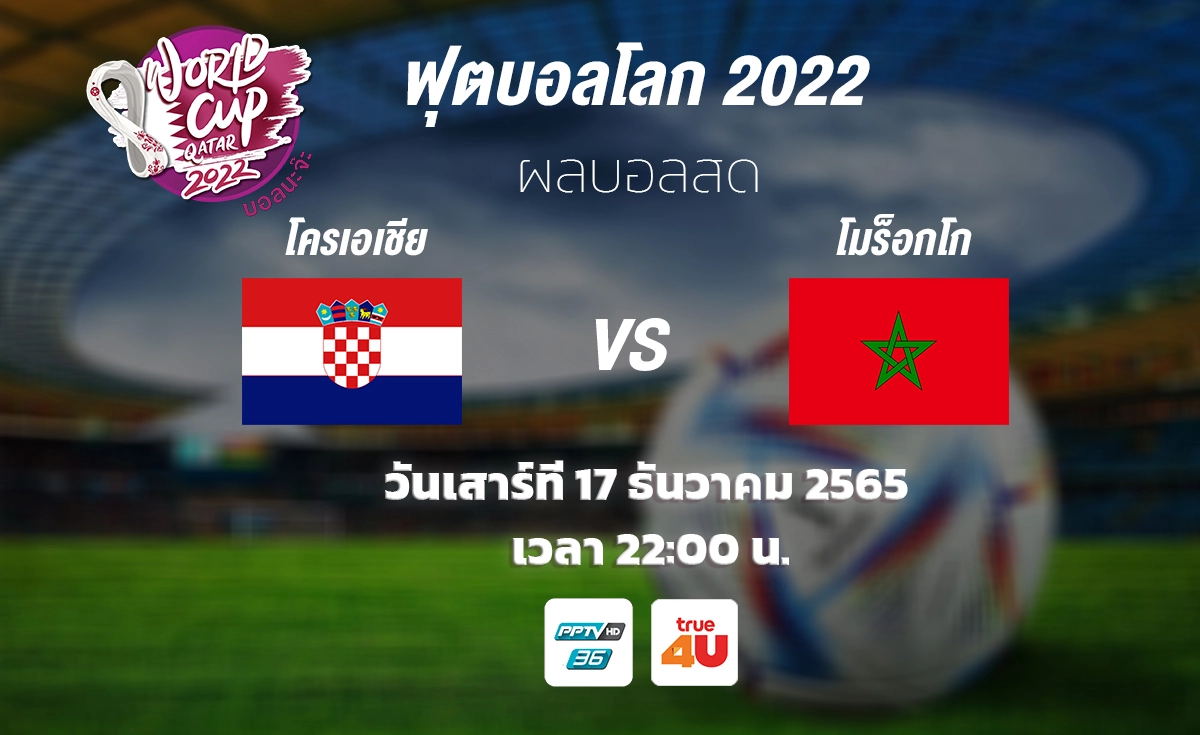 WORLD
CUP
QATAR
2022
บอลนะจ๊ะ
ฟุตบอลโลก 2022
ผลบอลสด
โครเอเชีย
โมร็อกโก
VS
วันเสาร์ที่ 17 ธันวาคม 2565
เวลา 22:00 น.
PPTV HD
36
true
4U